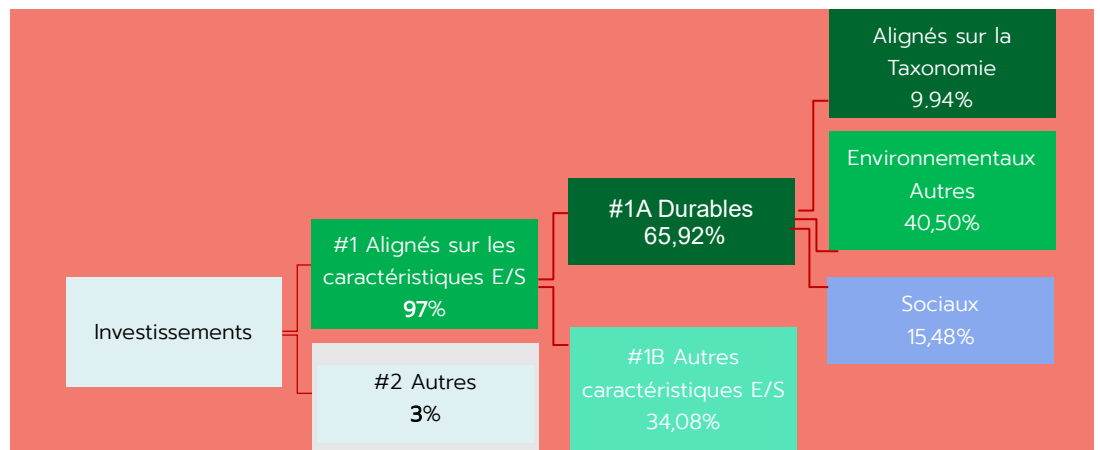 Investissements
#1 Alignés sur les
caractéristiques E/S
97%
#2 Autres
3%
#1A Durables
65,92%
#1B Autres
caractéristiques E/S
34,08%
Alignés sur la
Taxonomie
9,94%
Environnementaux
Autres
40,50%
Sociaux
15,48%